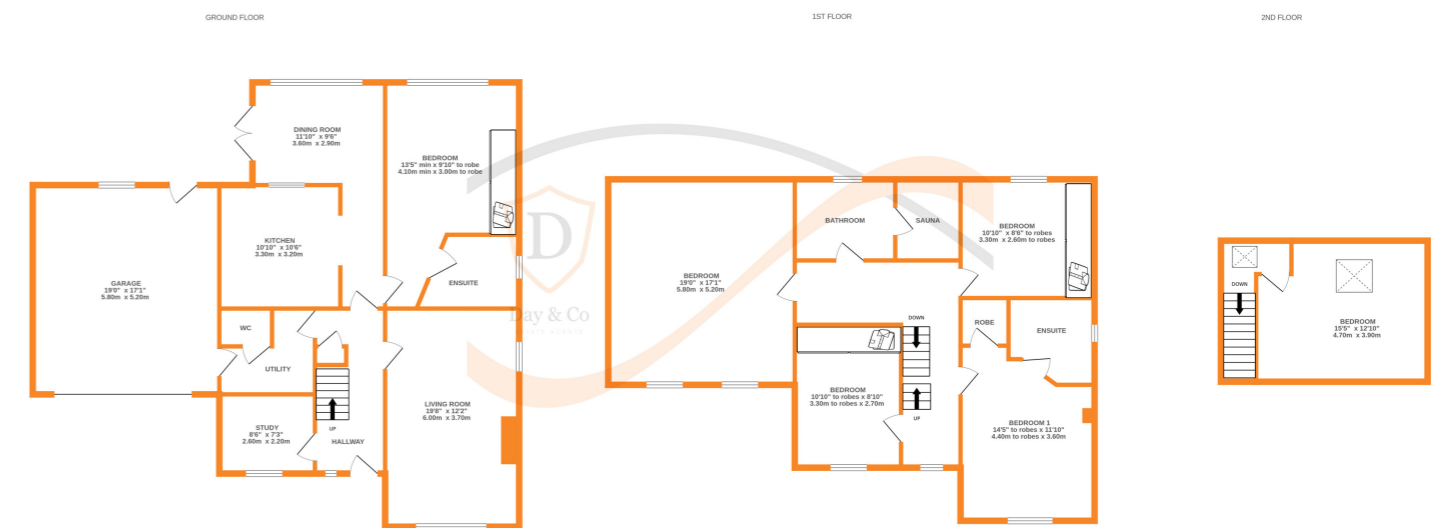 GROUND FLOOR
DINING ROOM
11'10" x 9'6"
3.60m x 2.90m
BEDROOM
13'5" min x 9'10" to robe
4.10m min x 3.00m to robe
KITCHEN
10'10" x 10'6"
3.30m x 3.20m
GARAGE
19'0" x 17'1"
5.80m x 5.20m
ENSUITE
WC
UTILITY
LIVING ROOM
19'8" x 12'2"
6.00m x 3.70m
STUDY
8'6" x 7'3"
2.60m x 2.20m
UP
HALLWAY
D
Day & Co
1ST FLOOR
BATHROOM
SAUNA
BEDROOM
10'10" x 8'6" to robes
3.30m x 2.60m to robes
BEDROOM
19'0" x 17'1"
5.80m x 5.20m
DOWN
ROBE
ENSUITE
BEDROOM
10'10" to robes x 8'10"
3.30m to robes x 2.70m
UP
BEDROOM 1
14'5" to robes x 11'10"
4.40m to robes x 3.60m
2ND FLOOR
DOWN
BEDROOM
15'5" x 12'10"
4.70m x 3.90m